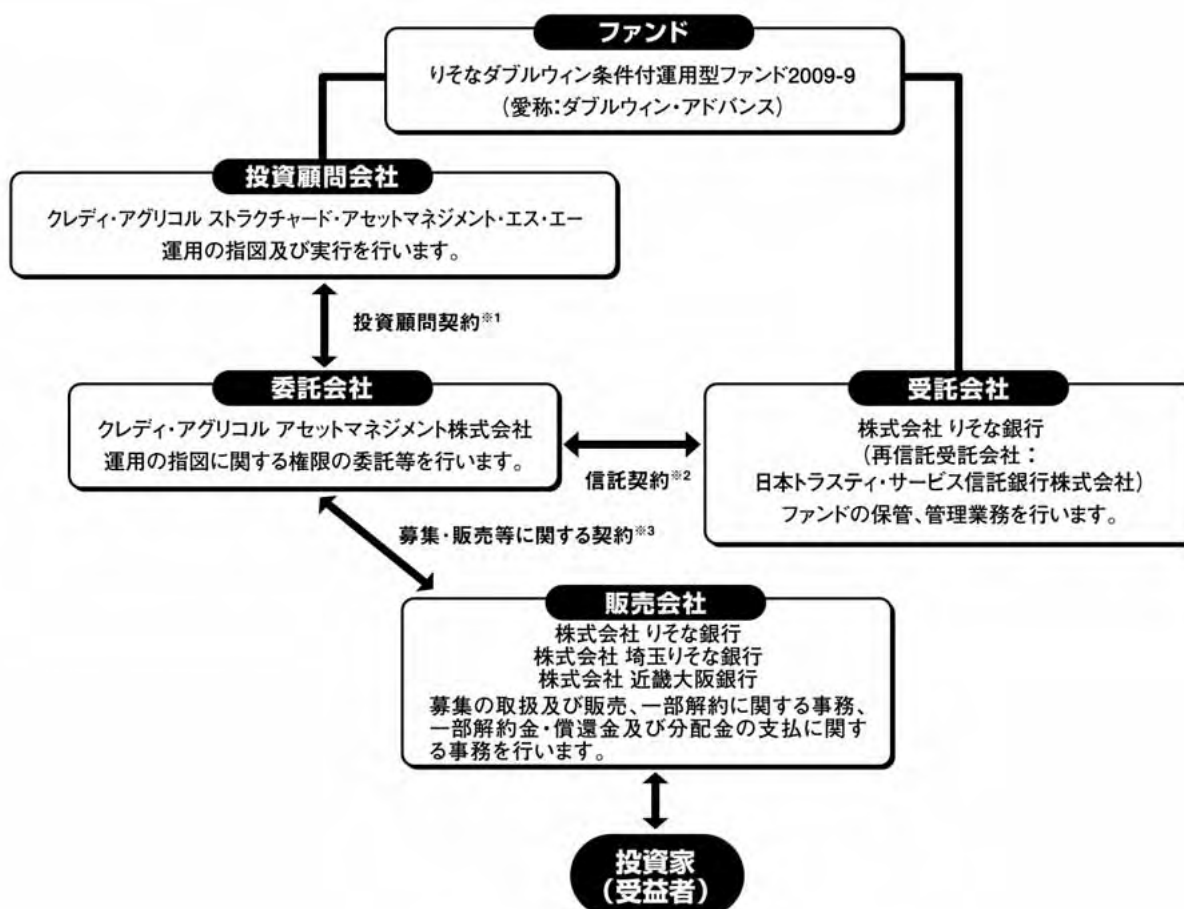 ファンド
りそなダブルウィン条件付運用型ファンド2009-9
(愛称:ダブルウィン・アドバンス)
投資顧問会社
クレディ・アグリコル ストラクチャード・アセットマネジメント・エス・エー
運用の指図及び実行を行います。
投資顧問契約※1
委託会社
クレディ・アグリコル アセットマネジメント株式会社
運用の指図に関する権限の委託等を行います。
信託契約※2
受託会社
株式会社 りそな銀行
(再信託受託会社：
日本トラスティ・サービス信託銀行株式会社)
ファンドの保管、管理業務を行います。
募集・販売等に関する契約※3
販売会社
株式会社 りそな銀行
株式会社 埼玉りそな銀行
株式会社 近畿大阪銀行
募集の取扱及び販売、一部解約に関する事務、
一部解約金・償還金及び分配金の支払に関す
る事務を行います。
投資家
(受益者)